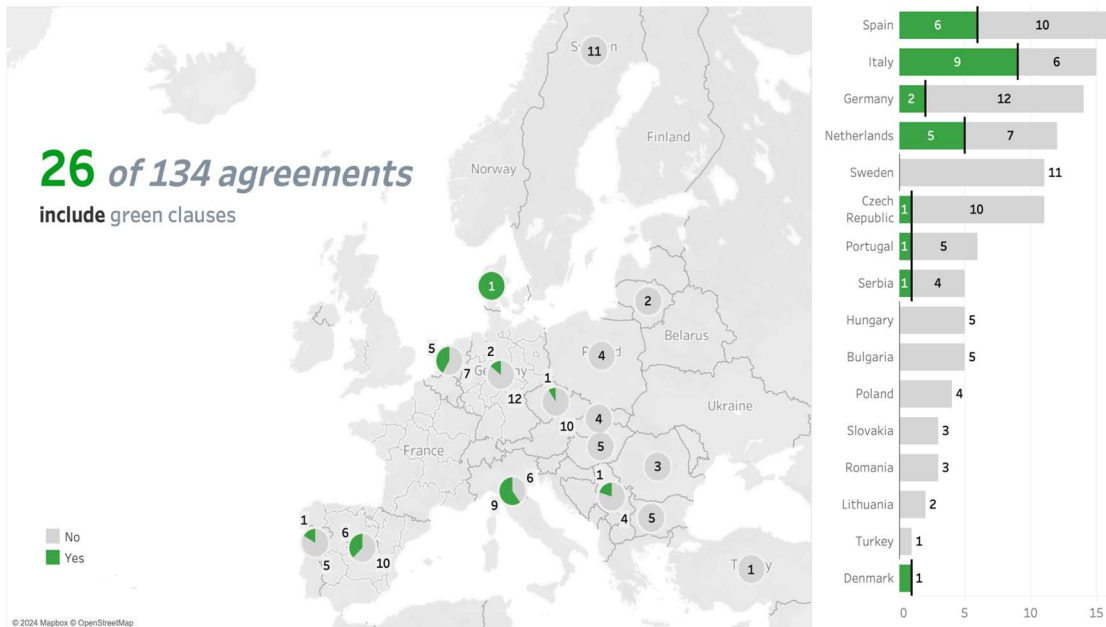 26 of 134 agreements
include green clauses
Norway
Finland
Belarus
Ukraine
France
11
1
2
4
5
7
2
12
1
10
4
5
3
1
4
5
6
9
1
5
6
10
1
No
Yes
© 2024 Mapbox © OpenStreetMap
Spain 6 10
Italy 9 6
Germany 2 12
Netherlands 5 7
Sweden 11
Czech
Republic 1 10
Portugal 1 5
Serbia 1 4
Hungary 5
Bulgaria 5
Poland 4
Slovakia 3
Romania 3
Lithuania 2
Turkey 1
Denmark 1
0 5 10 15